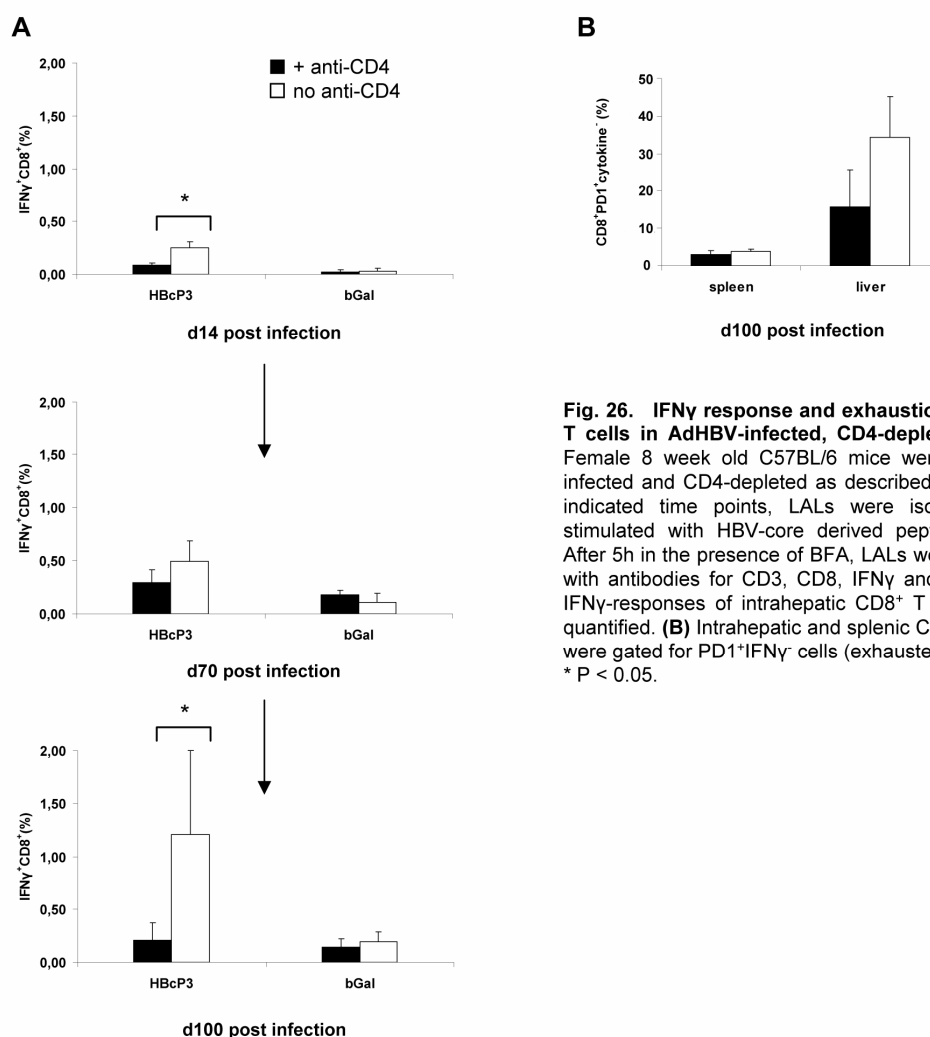 A
2,00
1,50
1,00
0,50
0,00
IFNγ⁺CD8⁺(%)
+ anti-CD4
no anti-CD4
*
HBcP3
bGal
d14 post infection
2,00
1,50
1,00
0,50
0,00
IFNγ⁺CD8⁺(%)
HBcP3
bGal
d70 post infection
*
2,00
1,50
1,00
0,50
0,00
IFNγ⁺CD8⁺(%)
HBcP3
bGal
d100 post infection
B
50
40
30
20
10
0
CD8⁺PD1⁺cytokine⁻ (%)
spleen
liver
d100 post infection
Fig. 26. IFNγ response and exhaustio
T cells in AdHBV-infected, CD4-deple
Female 8 week old C57BL/6 mice wer
infected and CD4-depleted as described
indicated time points, LALs were iso
stimulated with HBV-core derived pept
After 5h in the presence of BFA, LALs we
with antibodies for CD3, CD8, IFNγ and
IFNγ-responses of intrahepatic CD8⁺ T
quantified. (B) Intrahepatic and splenic C
were gated for PD1⁺IFNγ⁻ cells (exhauste
* P < 0.05.